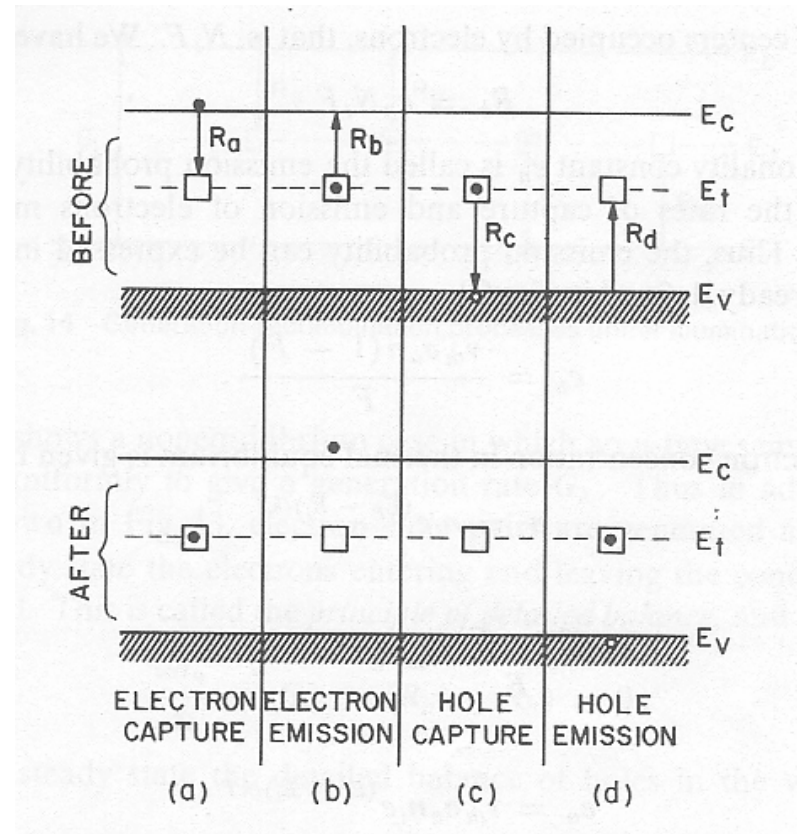 BEFORE
Ra
Rb
Rc
Rd
EC
Et
EV
AFTER
EC
Et
EV
ELECTRON CAPTURE
ELECTRON EMISSION
HOLE CAPTURE
HOLE EMISSION
(a)
(b)
(c)
(d)